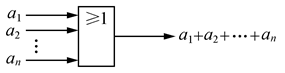 a₁
a₂
⋮
aₙ
≥1
a₁+a₂+⋯+aₙ